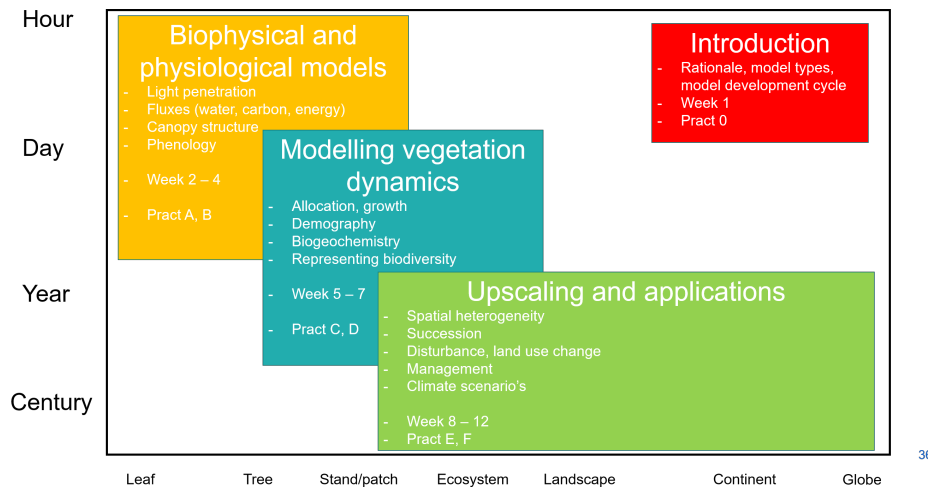 Hour
Day
Year
Century
Biophysical and
physiological models
- Light penetration
- Fluxes (water, carbon, energy)
- Canopy structure
- Phenology
- Week 2 – 4
- Pract A, B
Introduction
- Rationale, model types,
model development cycle
- Week 1
- Pract 0
Modelling vegetation
dynamics
- Allocation, growth
- Demography
- Biogeochemistry
- Representing biodiversity
- Week 5 – 7
- Pract C, D
Upscaling and applications
- Spatial heterogeneity
- Succession
- Disturbance, land use change
- Management
- Climate scenario's
- Week 8 – 12
- Pract E, F
Leaf Tree Stand/patch Ecosystem Landscape Continent Globe
36